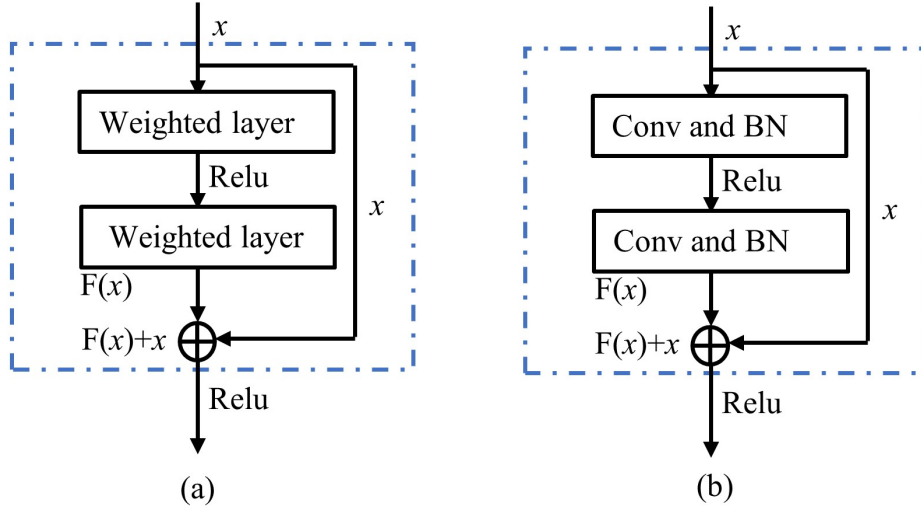 x
Weighted layer
Relu
x
Weighted layer
F(x)
F(x)+x
Relu
(a)
x
Conv and BN
Relu
x
Conv and BN
F(x)
F(x)+x
Relu
(b)